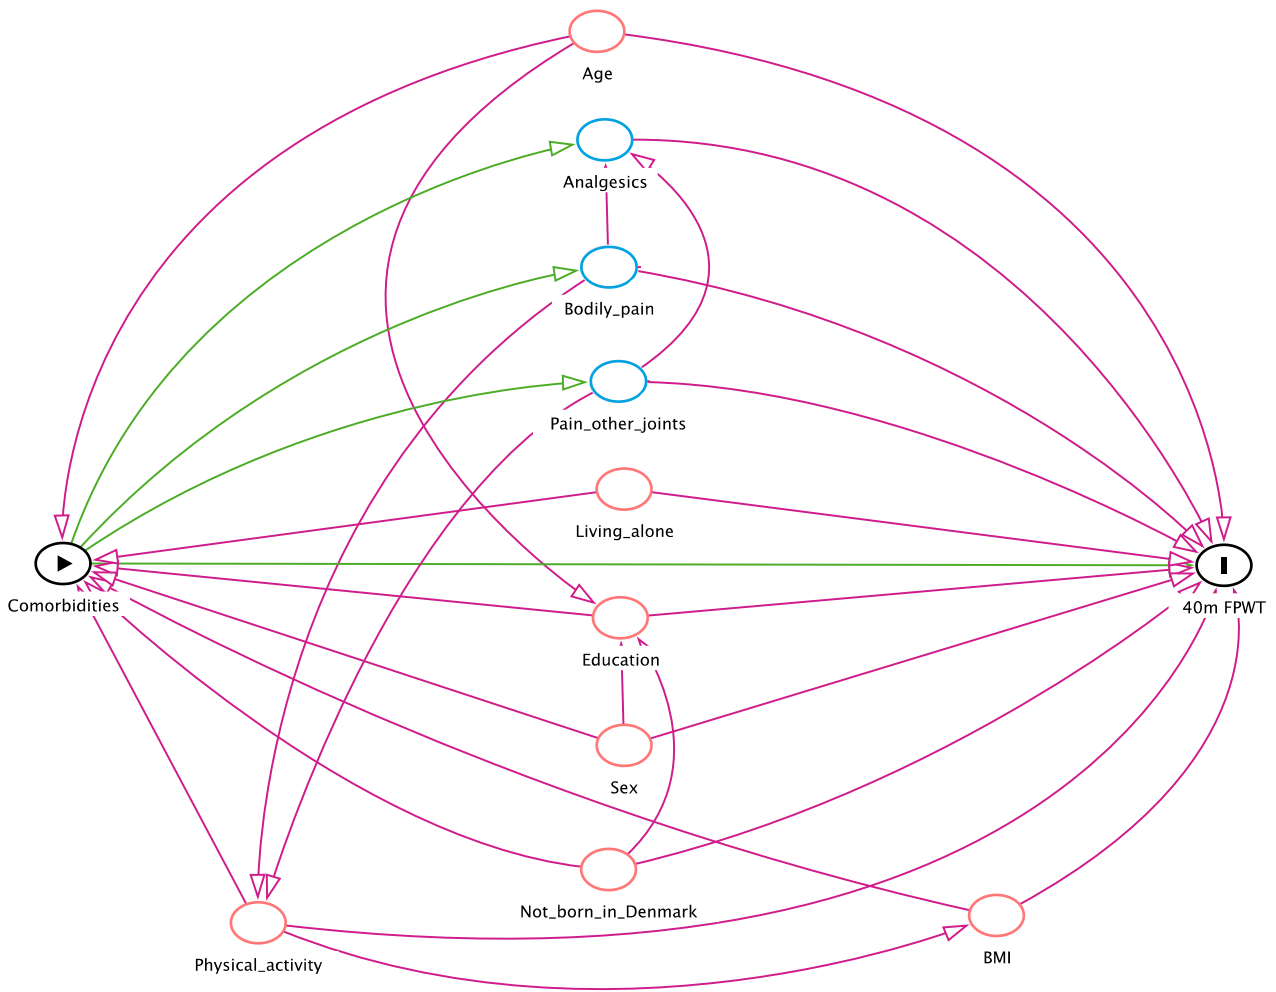 Age
Analgesics
Bodily_pain
Pain_other_joints
Living_alone
Comorbidities
40m FPWT
Education
Sex
Not_born_in_Denmark
BMI
Physical_activity